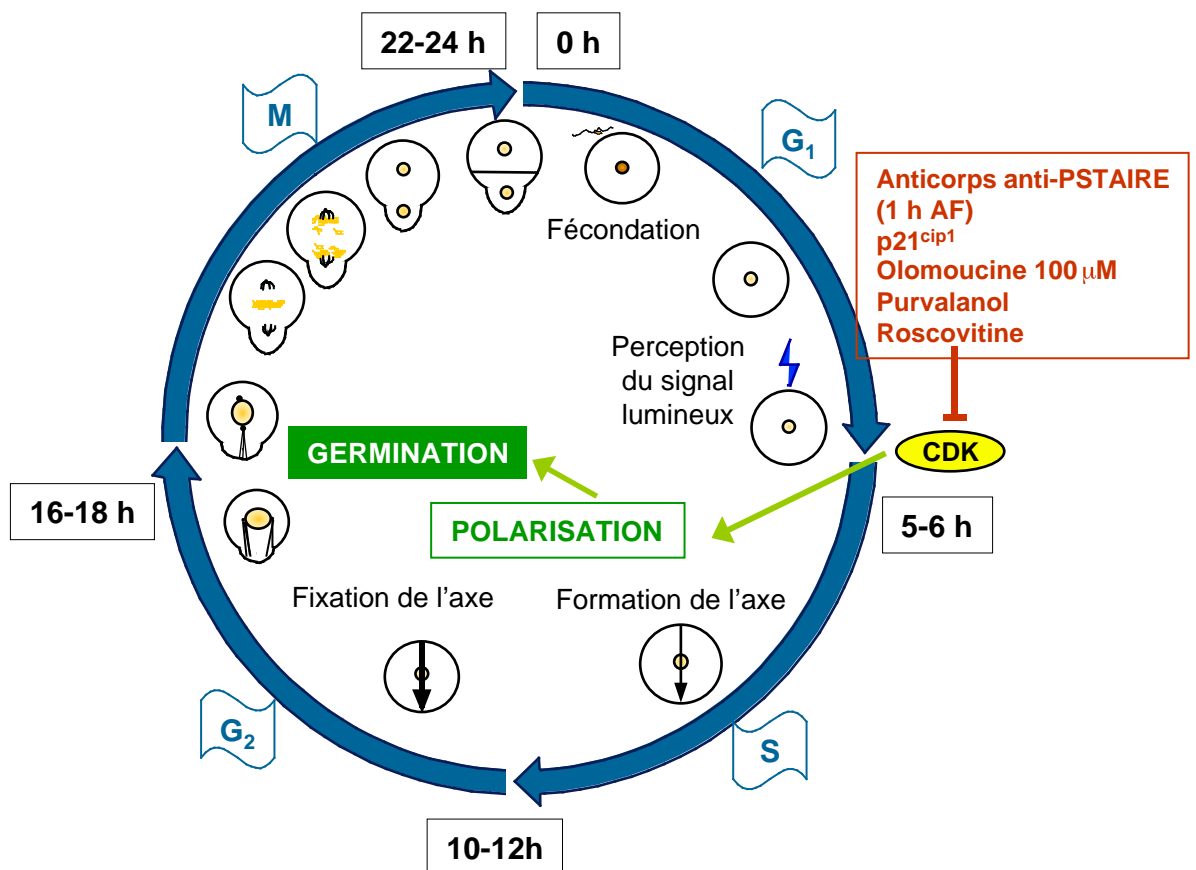 22-24 h
0 h
M
G₁
Anticorps anti-PSTAIRE
(1 h AF)
p21ᶜⁱᵖ¹
Olomoucine 100 μM
Purvalanol
Roscovitine
Fécondation
Perception
du signal
lumineux
CDK
GERMINATION
POLARISATION
16-18 h
5-6 h
Fixation de l'axe
Formation de l'axe
G₂
S
10-12h